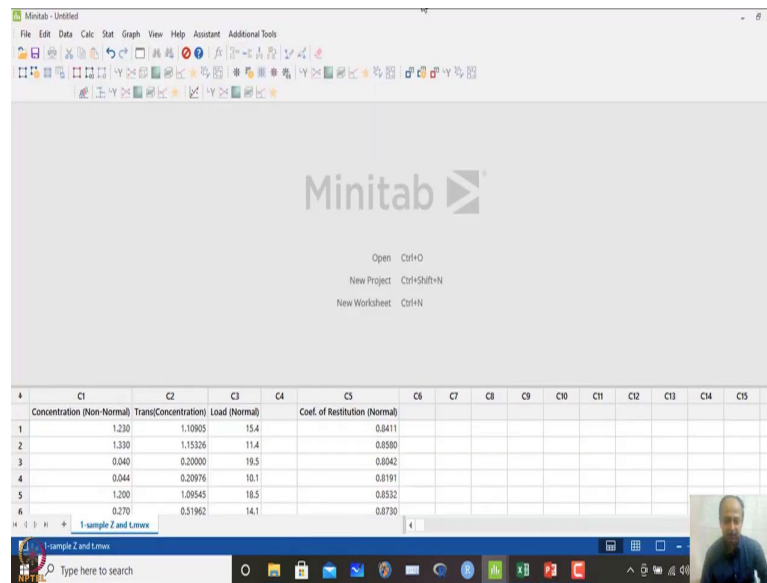 Minitab - Untitled
File Edit Data Calc Stat Graph View Help Assistant Additional Tools
Minitab
Open Ctrl+O
New Project Ctrl+Shift+N
New Worksheet Ctrl+N
C1 C2 C3 C4 C5 C6 C7 C8 C9 C10 C11 C12 C13 C14 C15
Concentration (Non-Normal) Trans(Concentration) Load (Normal) Coef. of Restitution (Normal)
1 1.230 1.10905 15.4 0.8411
2 1.330 1.15326 11.4 0.8580
3 0.040 0.20000 19.5 0.8042
4 0.044 0.20976 10.1 0.8191
5 1.200 1.09545 18.5 0.8532
6 0.270 0.51962 14.1 0.8730
1-sample Z and t.mwx
1-sample Z and t.mwx
Type here to search
NPTEL